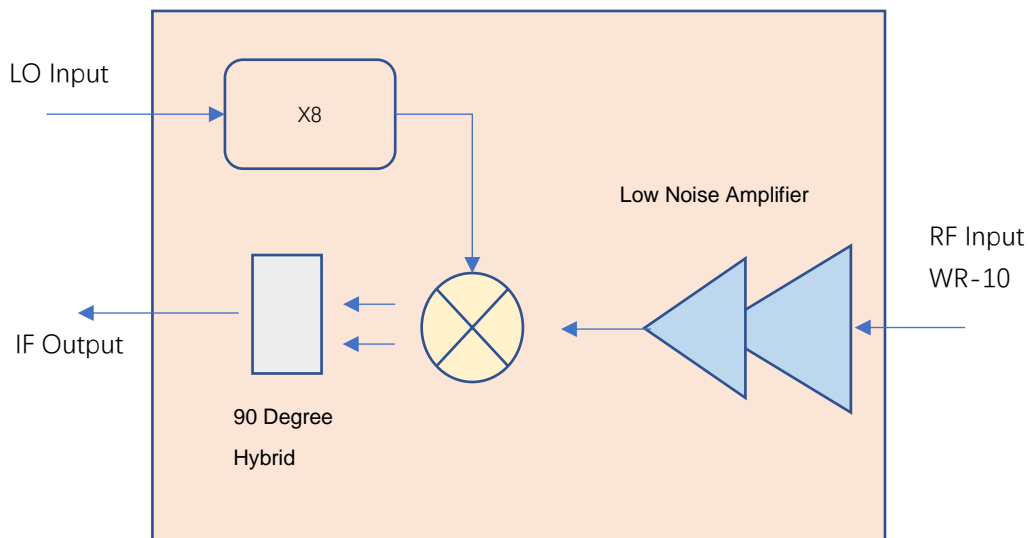 LO Input
X8
Low Noise Amplifier
RF Input
WR-10
IF Output
90 Degree
Hybrid